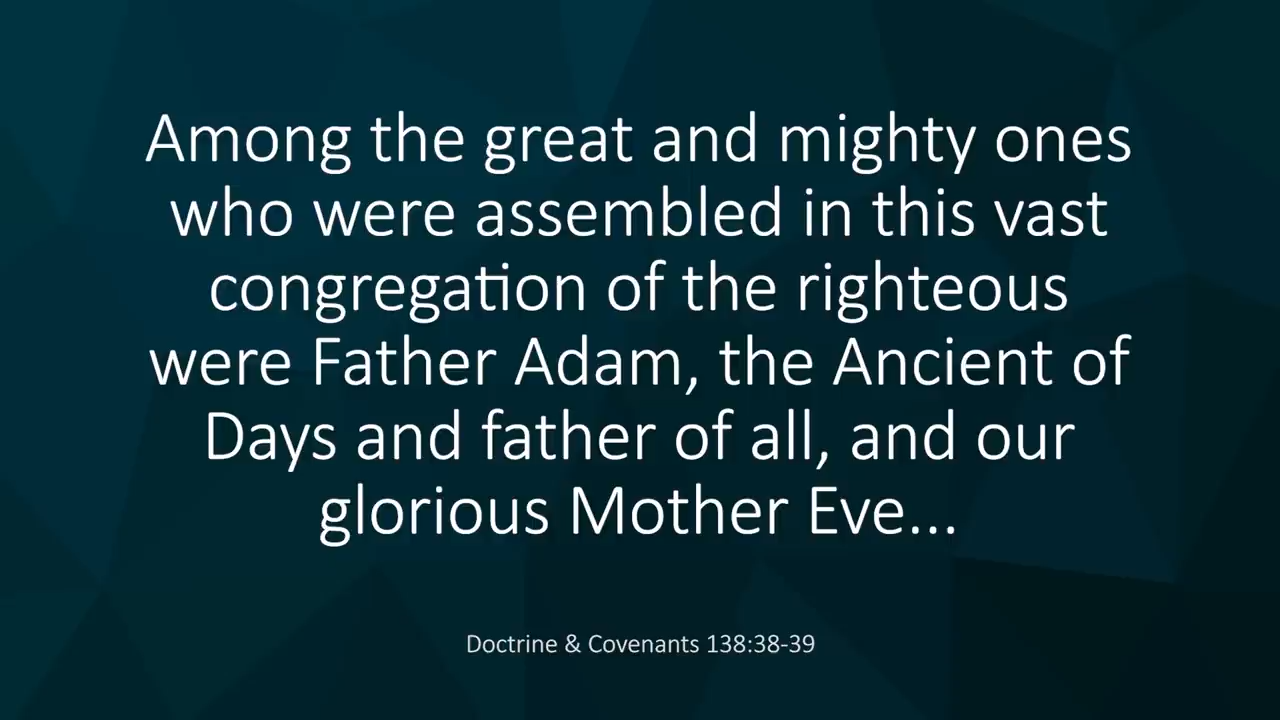 Among the great and mighty ones
who were assembled in this vast
congregation of the righteous
were Father Adam, the Ancient of
Days and father of all, and our
glorious Mother Eve...
Doctrine & Covenants 138:38-39